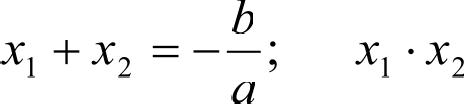 x₁ + x₂ = -b/a;   x₁ · x₂